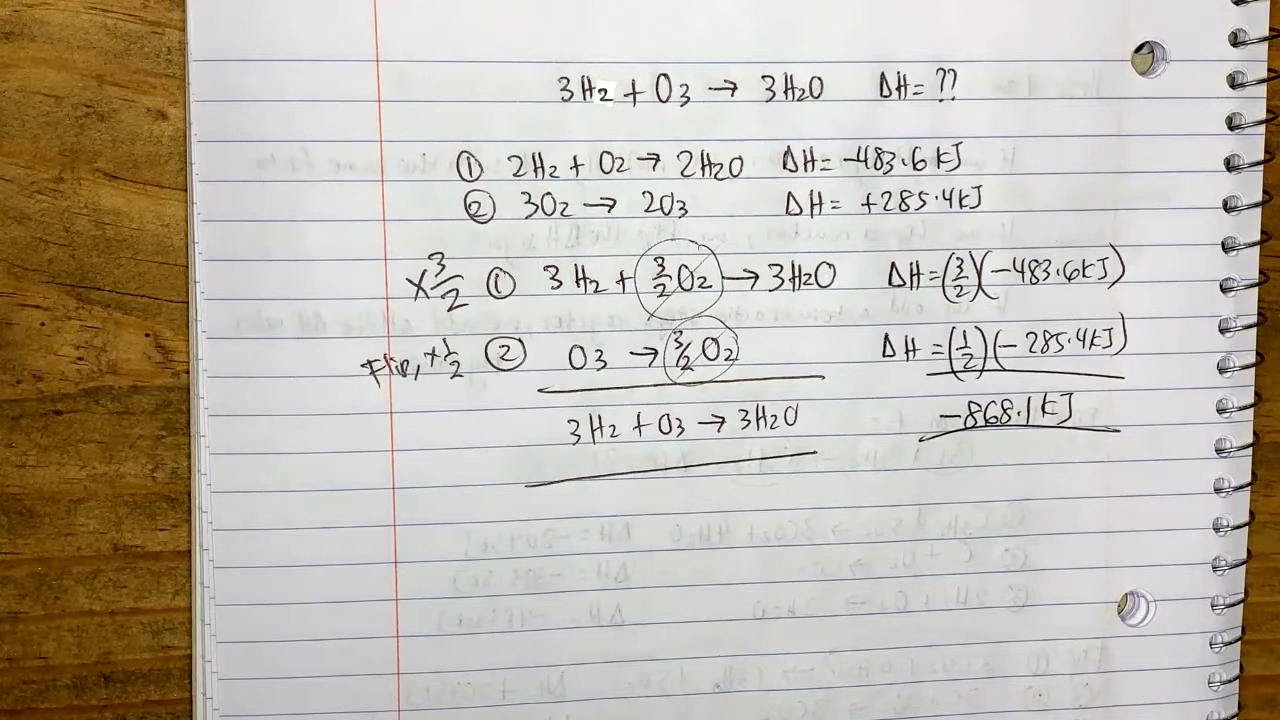 3H2 + O3 → 3H2O ΔH = ??
① 2H2 + O2 → 2H2O ΔH = -483.6 kJ
② 3O2 → 2O3 ΔH = +285.4 kJ
×3/2 ① 3H2 + 3/2 O2 → 3H2O ΔH = (3/2)(-483.6 kJ)
Flip, ×1/2 ② O3 → 3/2 O2 ΔH = (1/2)(-285.4 kJ)
3H2 + O3 → 3H2O -868.1 kJ